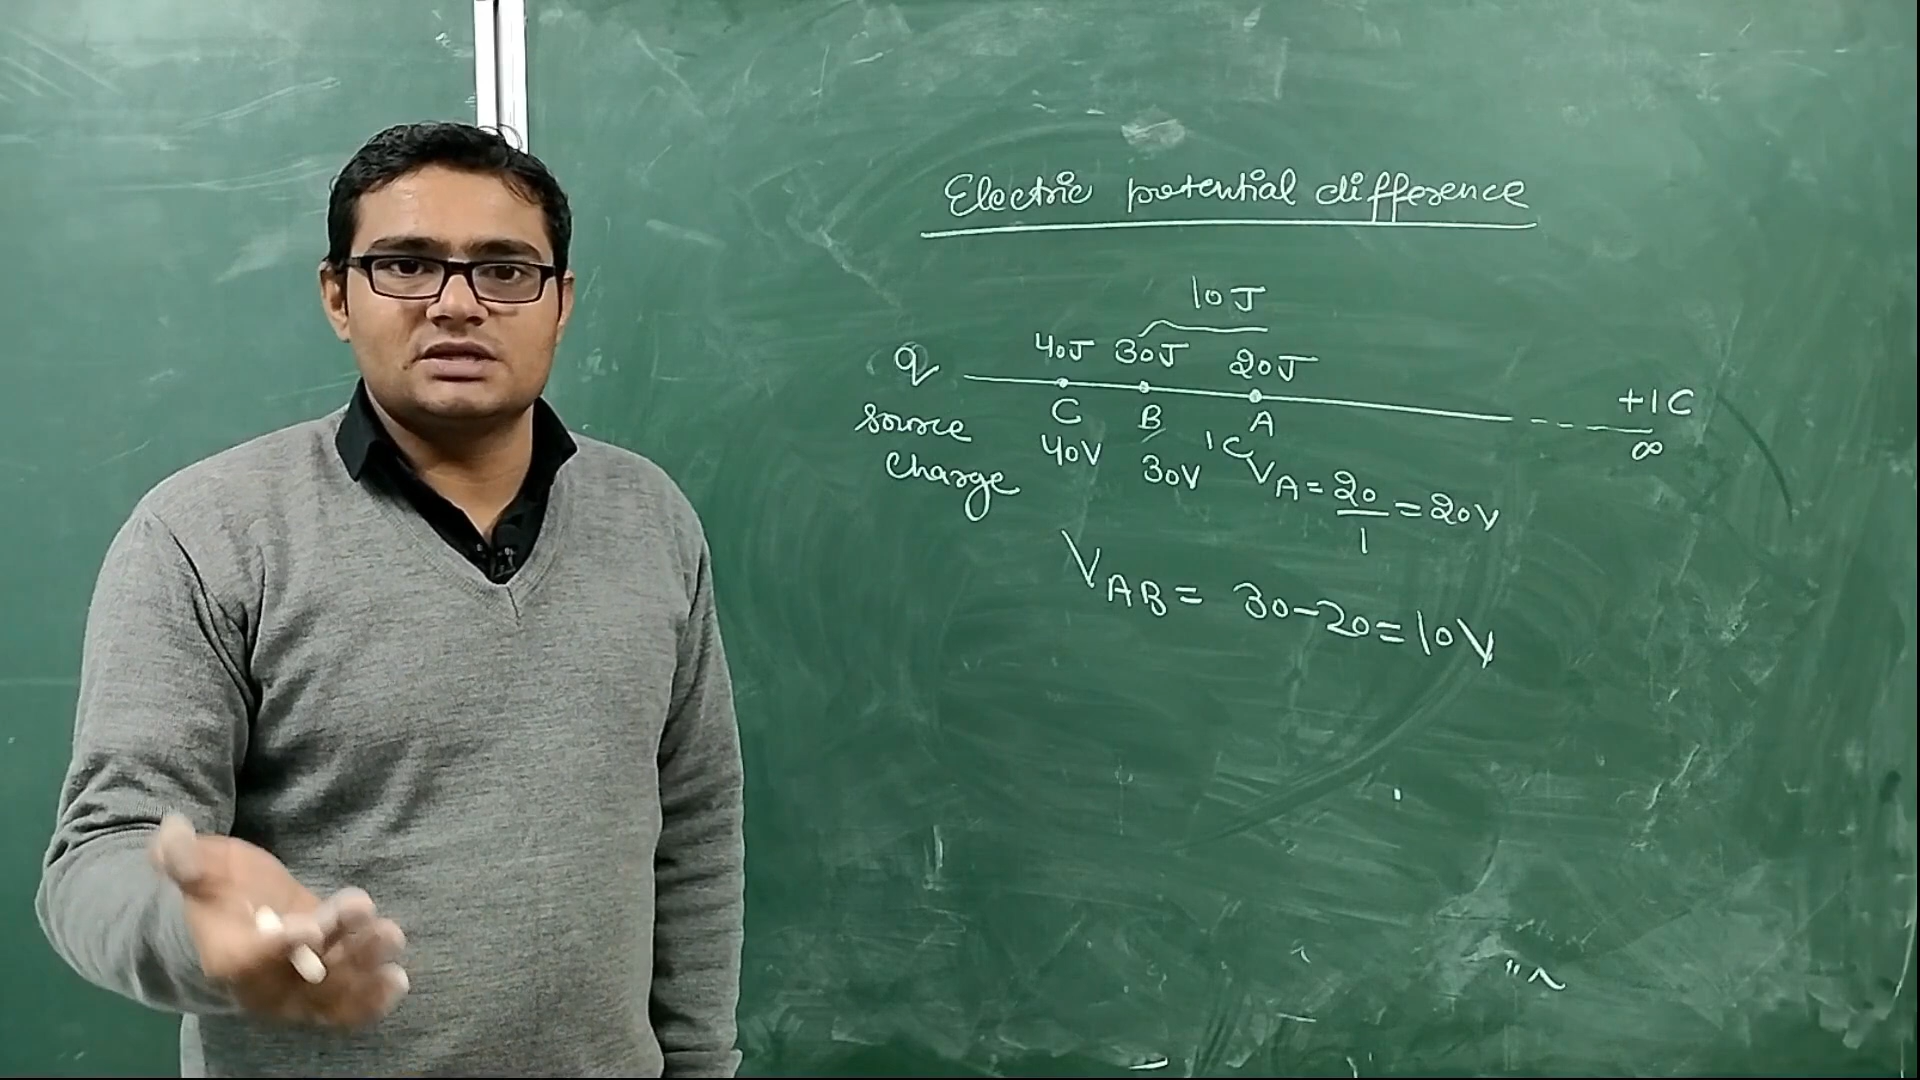 Electric potential difference
10J
40J 30J 20J
q
+1C
C B A
∞
source
charge
40V 30V 1C
VA = 20/1 = 20V
VAB = 30-20 = 10V